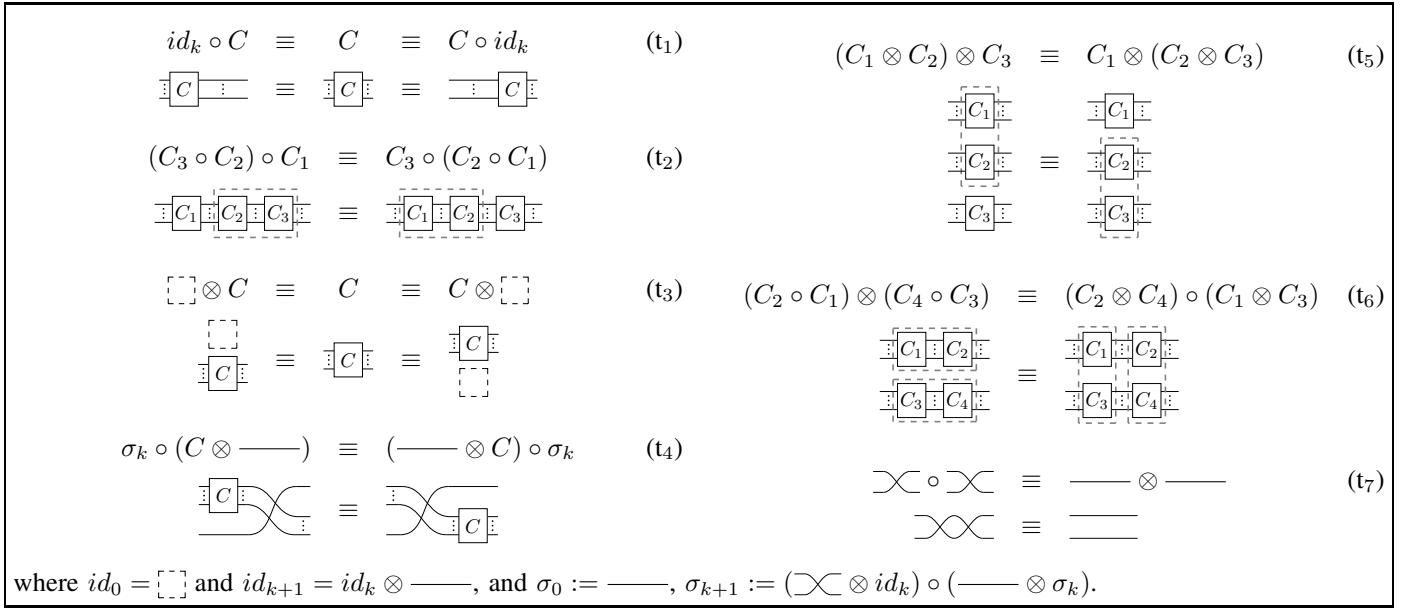 id_k ∘ C ≡ C ≡ C ∘ id_k (t₁)
C ≡ C ≡ C
(C₃ ∘ C₂) ∘ C₁ ≡ C₃ ∘ (C₂ ∘ C₁) (t₂)
C₁ C₂ C₃ ≡ C₁ C₂ C₃
⊗ C ≡ C ≡ C ⊗ (t₃)
C ≡ C ≡ C
σ_k ∘ (C ⊗ ——) ≡ (—— ⊗ C) ∘ σ_k (t₄)
C ≡ C
(C₁ ⊗ C₂) ⊗ C₃ ≡ C₁ ⊗ (C₂ ⊗ C₃) (t₅)
C₁ C₁
C₂ ≡ C₂
C₃ C₃
(C₂ ∘ C₁) ⊗ (C₄ ∘ C₃) ≡ (C₂ ⊗ C₄) ∘ (C₁ ⊗ C₃) (t₆)
C₁ C₂ C₁ C₂
≡
C₃ C₄ C₃ C₄
∘ ≡ —— ⊗ —— (t₇)
≡
where id₀ = and id_{k+1} = id_k ⊗ ——, and σ₀ := ——, σ_{k+1} := ( ⊗ id_k) ∘ (—— ⊗ σ_k).